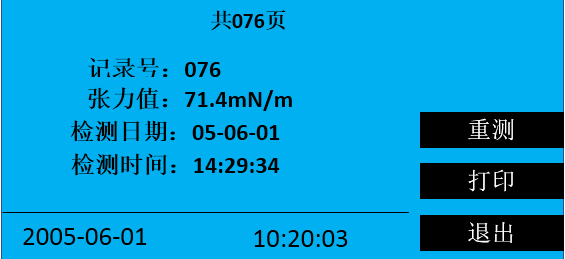 共076页
记录号：076
张力值：71.4mN/m
检测日期：05-06-01
检测时间：14:29:34
重测
打印
退出
2005-06-01 10:20:03